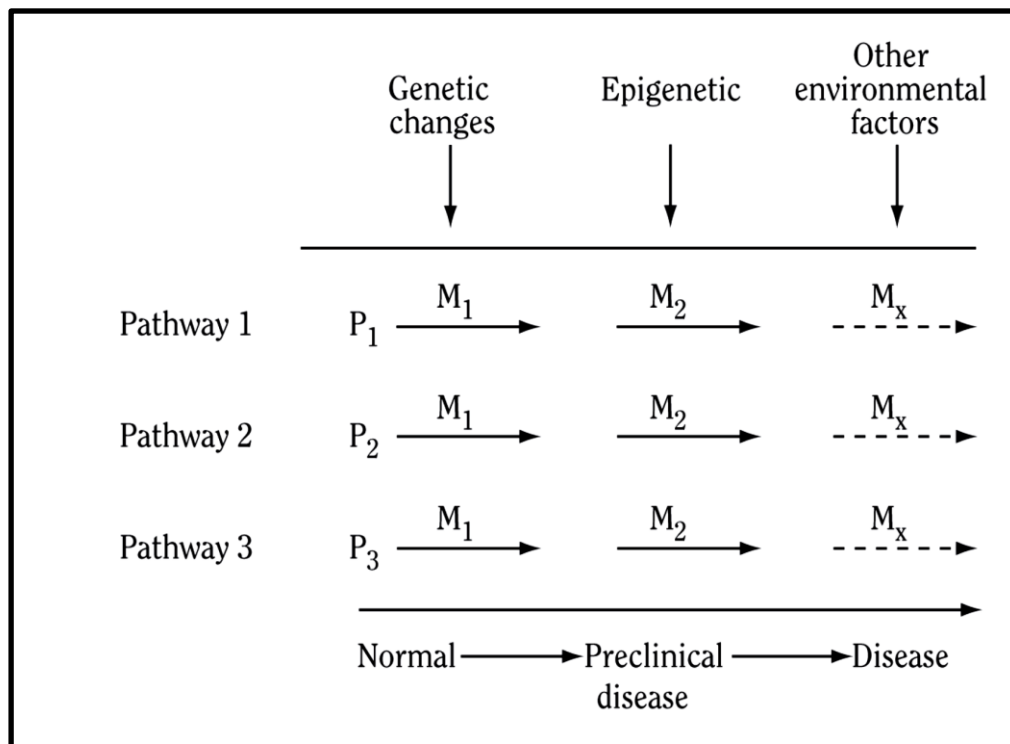 Genetic
changes
Epigenetic
Other
environmental
factors
Pathway 1 P₁ M₁ M₂ Mₓ
Pathway 2 P₂ M₁ M₂ Mₓ
Pathway 3 P₃ M₁ M₂ Mₓ
Normal Preclinical Disease
disease